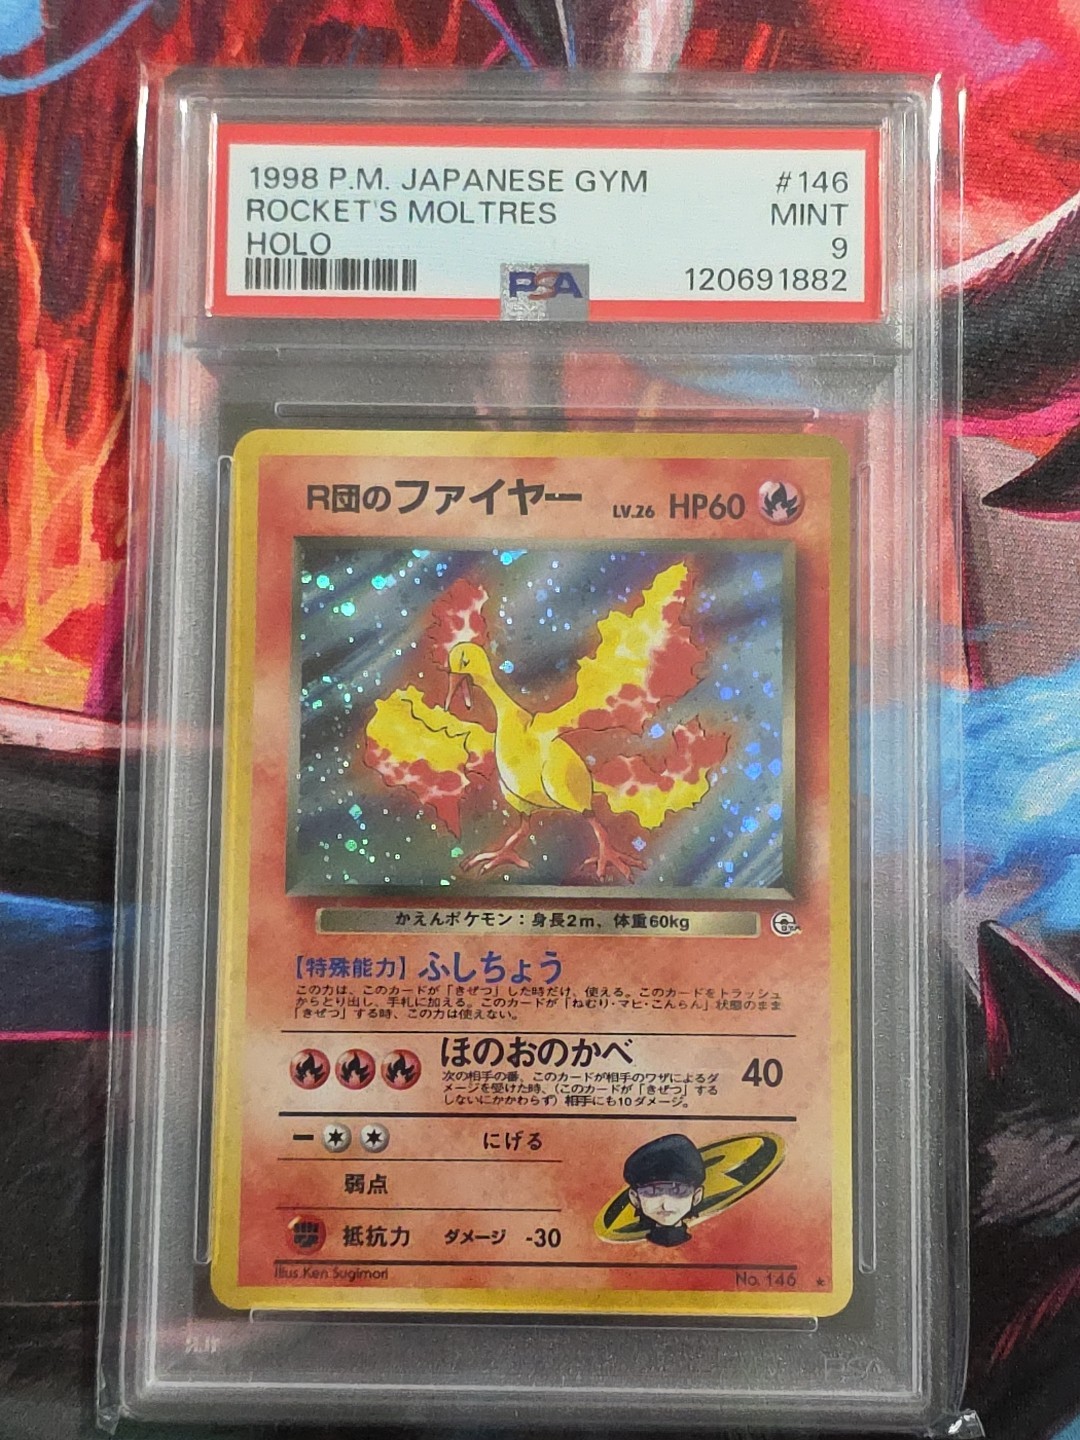 1998 P.M. JAPANESE GYM #146
ROCKET'S MOLTRES MINT
HOLO 9
PSA 120691882
R団のファイヤー LV.26 HP60
かえんポケモン:身長2m、体重60kg
【特殊能力】ふしちょう
この力は、このカードが「きぜつ」した時だけ、使える。このカードをトラッシュ
からとり出し、手札に加える。このカードが「ねむり・マヒ・こんらん」状態のまま
「きぜつ」する時、この力は使えない。
ほのおのかべ 40
次の相手の番、このカードが相手のワザによるダ
メージを受けた時、(このカードが「きぜつ」する
しないにかかわらず)相手にも10ダメージ。
ー にげる
弱点
抵抗力 ダメージ -30
R
Illus.Ken Sugimori No.146 ★
PSA